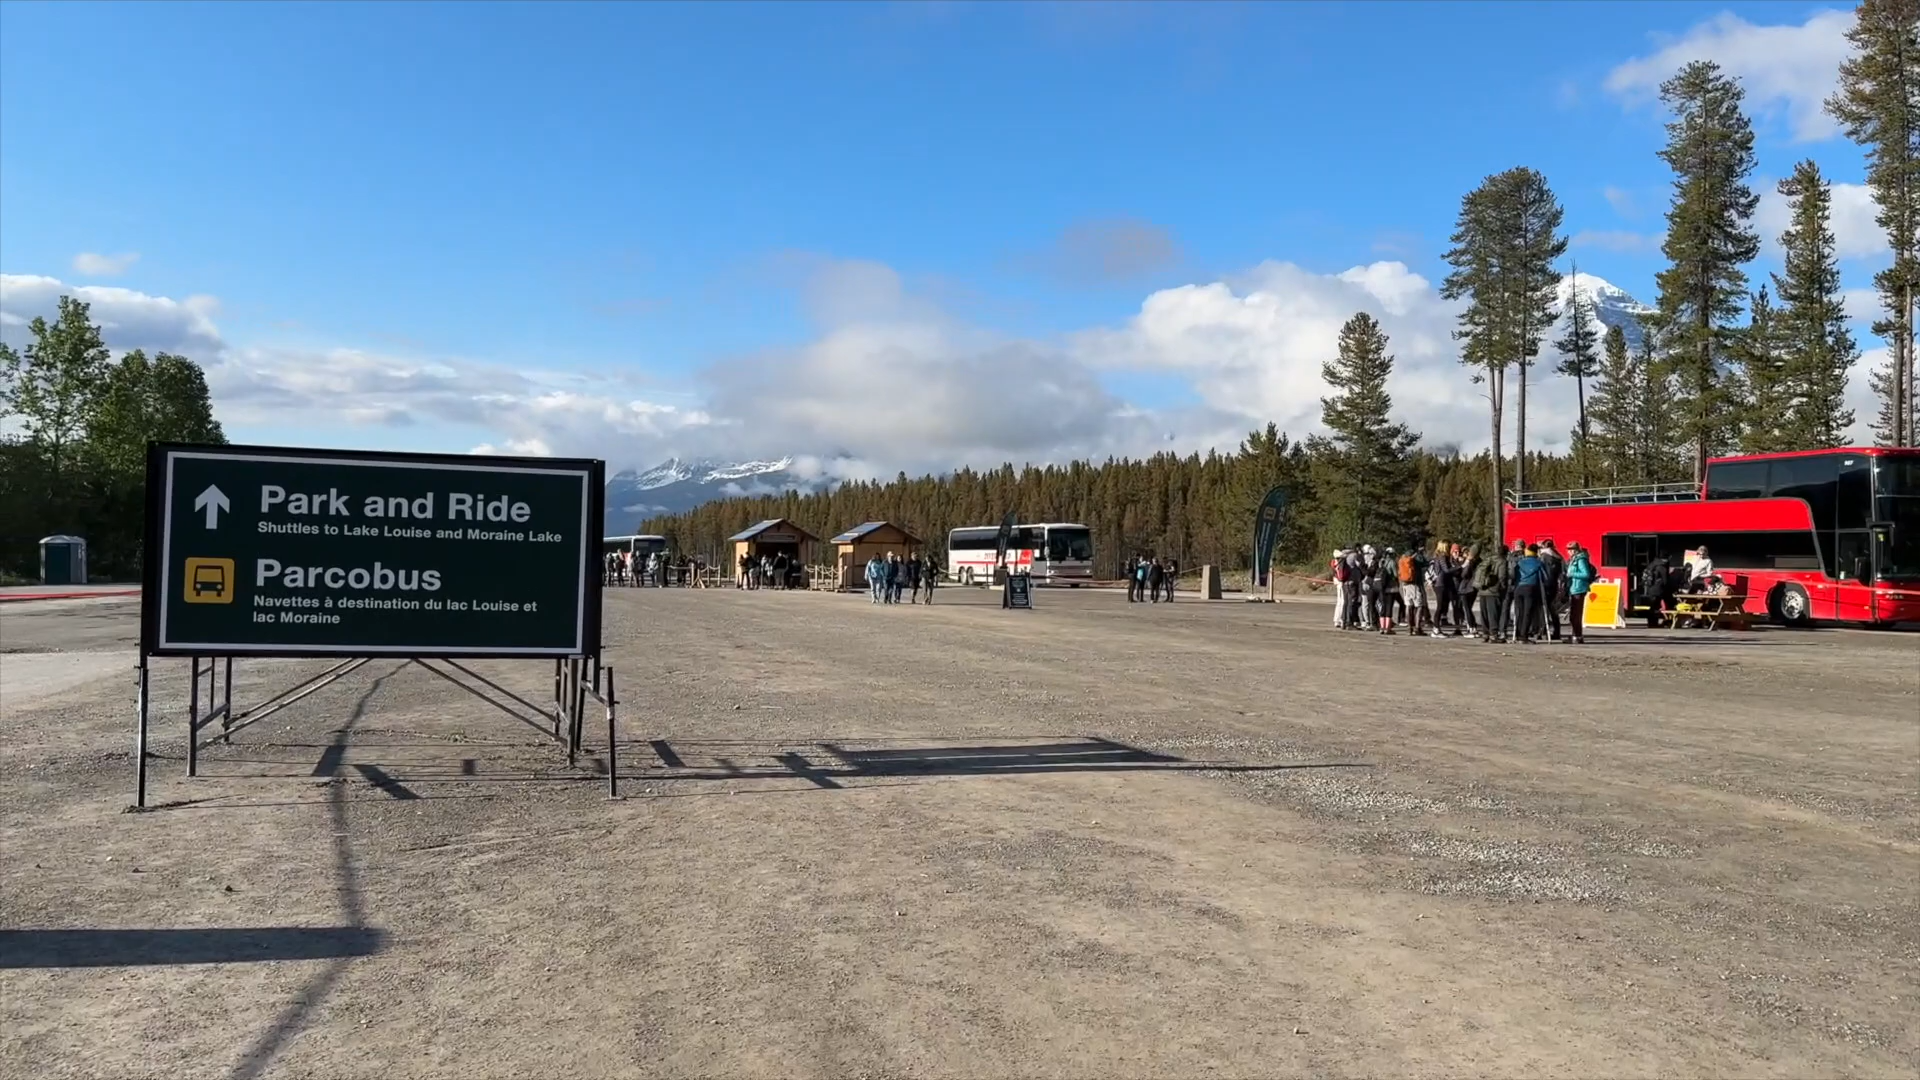 Park and Ride
Shuttles to Lake Louise and Moraine Lake
Parcobus
Navettes à destination du lac Louise et
lac Moraine